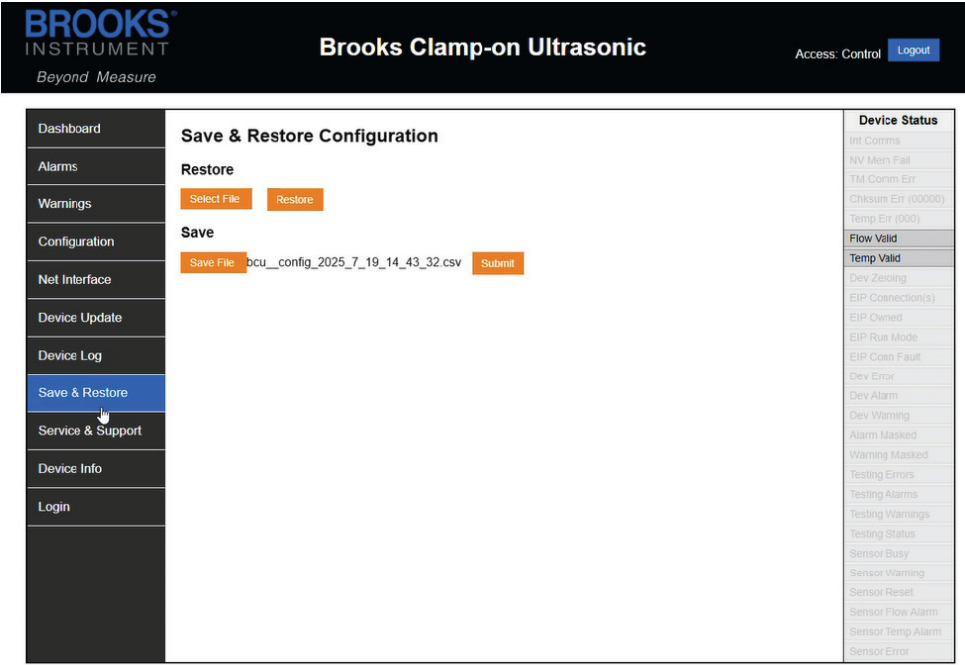 BROOKS
INSTRUMENT
Beyond Measure
Brooks Clamp-on Ultrasonic
Access: Control
Logout
Dashboard
Alarms
Warnings
Configuration
Net Interface
Device Update
Device Log
Save & Restore
Service & Support
Device Info
Login
Save & Restore Configuration
Restore
Select File
Restore
Save
Save File
bcu__config_2025_7_19_14_43_32.csv
Submit
Device Status
Int Comms
NV Mem Fail
TM Comm Err
Chksum Err (00000)
Temp Err (000)
Flow Valid
Temp Valid
Dev Zeroing
EIP Connection(s)
EIP Owned
EIP Run Mode
EIP Conn Fault
Dev Error
Dev Alarm
Dev Warning
Alarm Masked
Warning Masked
Testing Errors
Testing Alarms
Testing Warnings
Testing Status
Sensor Busy
Sensor Warning
Sensor Reset
Sensor Flow Alarm
Sensor Temp Alarm
Sensor Error